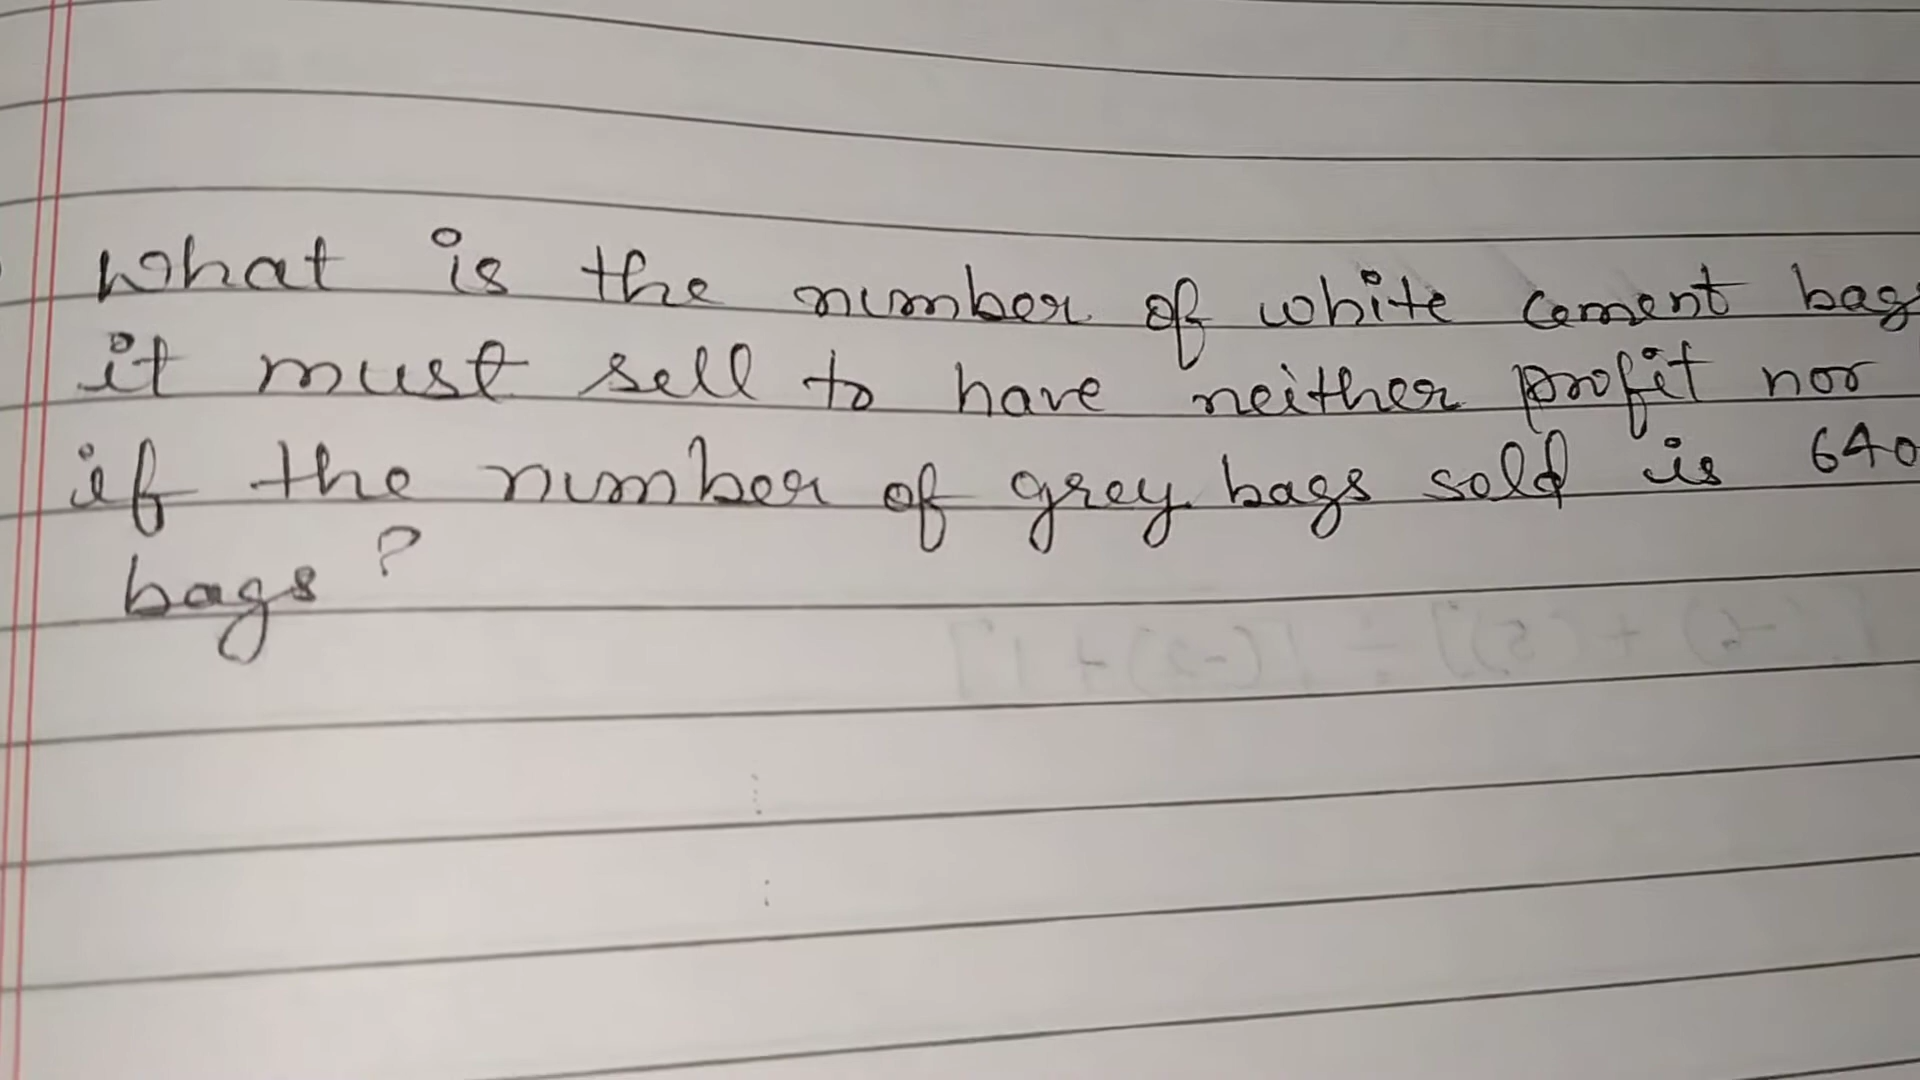 What is the number of white cement bags
it must sell to have neither profit nor
if the number of grey bags sold is 640
bags?